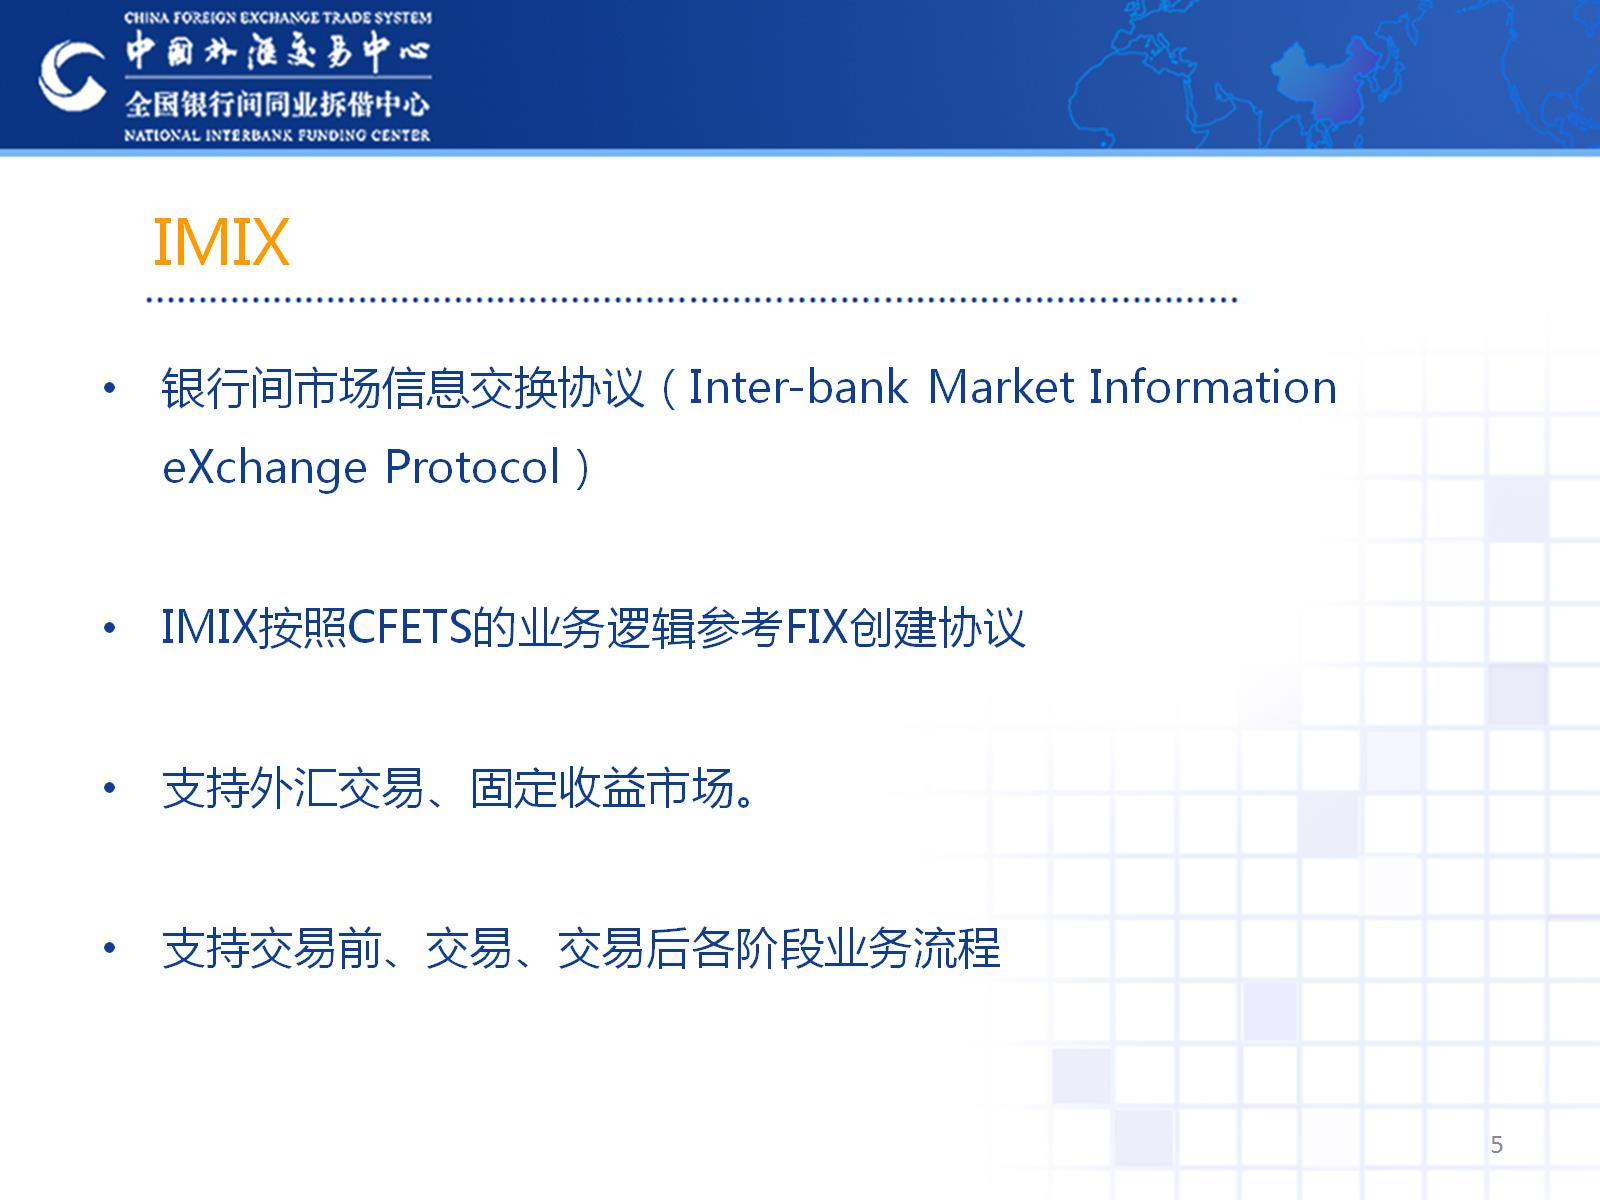 CHINA FOREIGN EXCHANGE TRADE SYSTEM
中国外汇交易中心
全国银行间同业拆借中心
NATIONAL INTERBANK FUNDING CENTER
IMIX
• 银行间市场信息交换协议（Inter-bank Market Information
eXchange Protocol）
• IMIX按照CFETS的业务逻辑参考FIX创建协议
• 支持外汇交易、固定收益市场。
• 支持交易前、交易、交易后各阶段业务流程
5